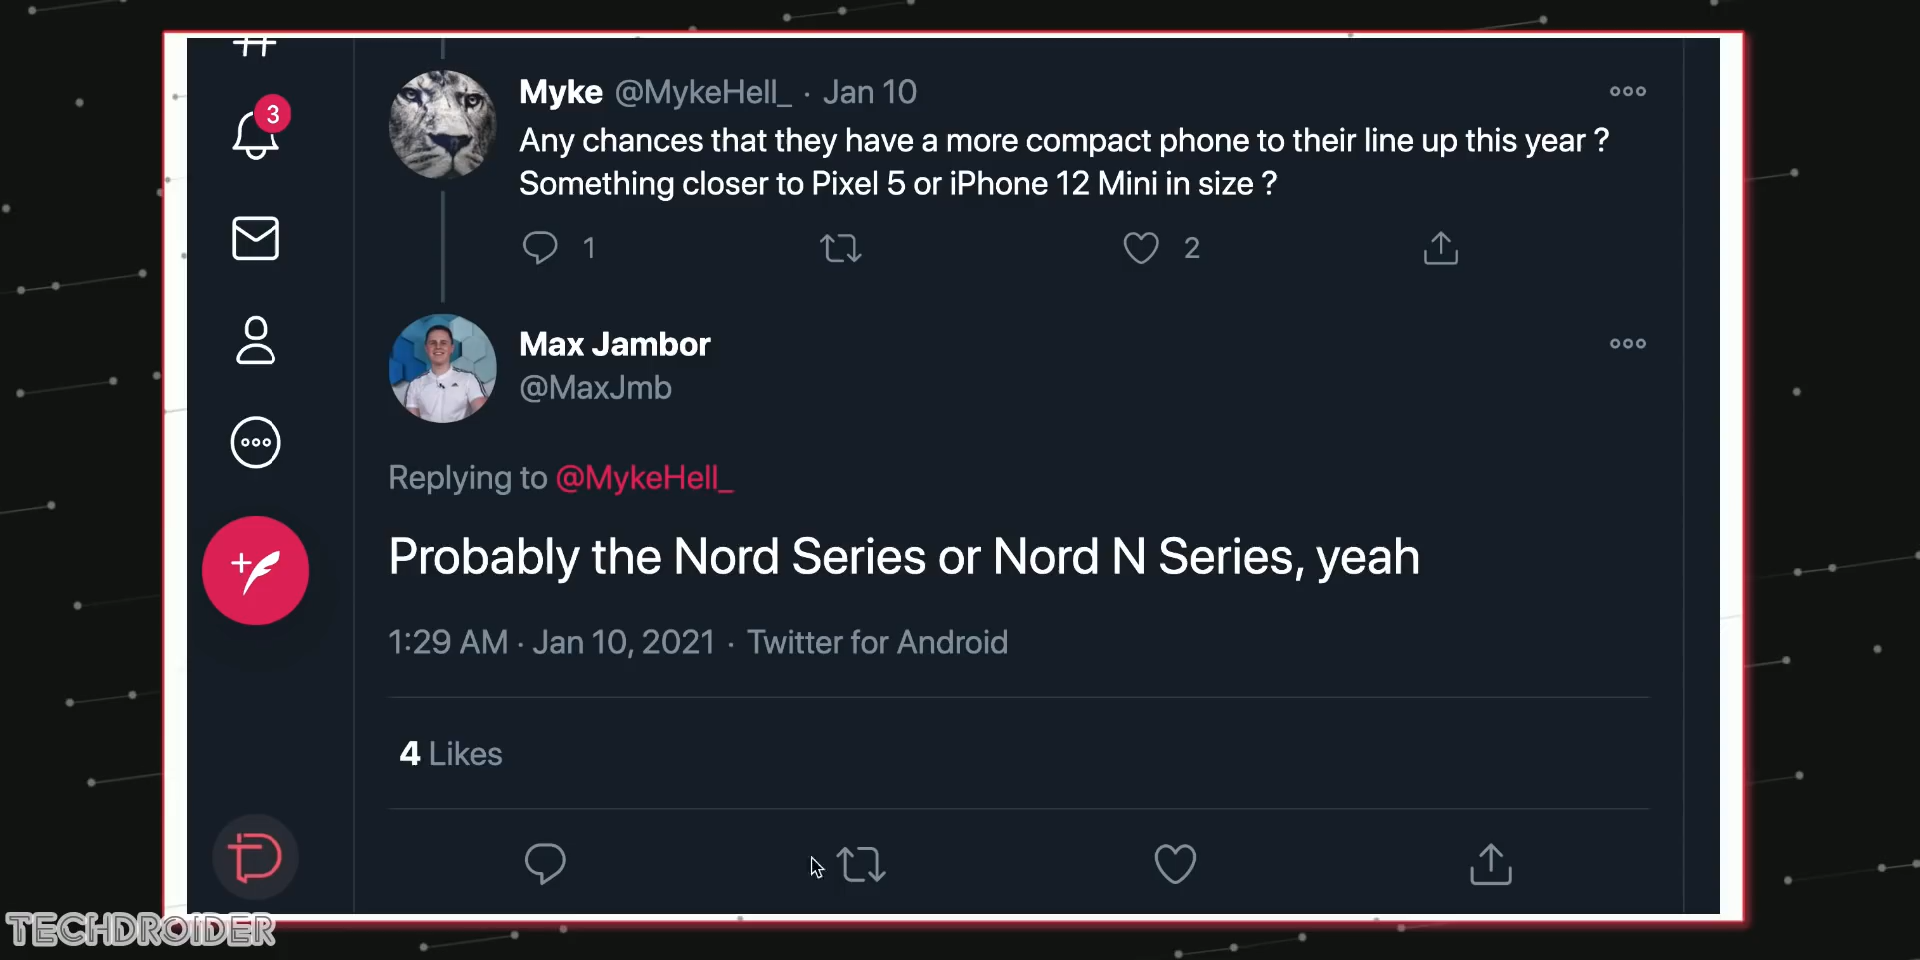 3
Myke @MykeHell_ · Jan 10
Any chances that they have a more compact phone to their line up this year ?
Something closer to Pixel 5 or iPhone 12 Mini in size ?
1 2
Max Jambor
@MaxJmb
Replying to @MykeHell_
Probably the Nord Series or Nord N Series, yeah
1:29 AM · Jan 10, 2021 · Twitter for Android
4 Likes
TECHDROIDER